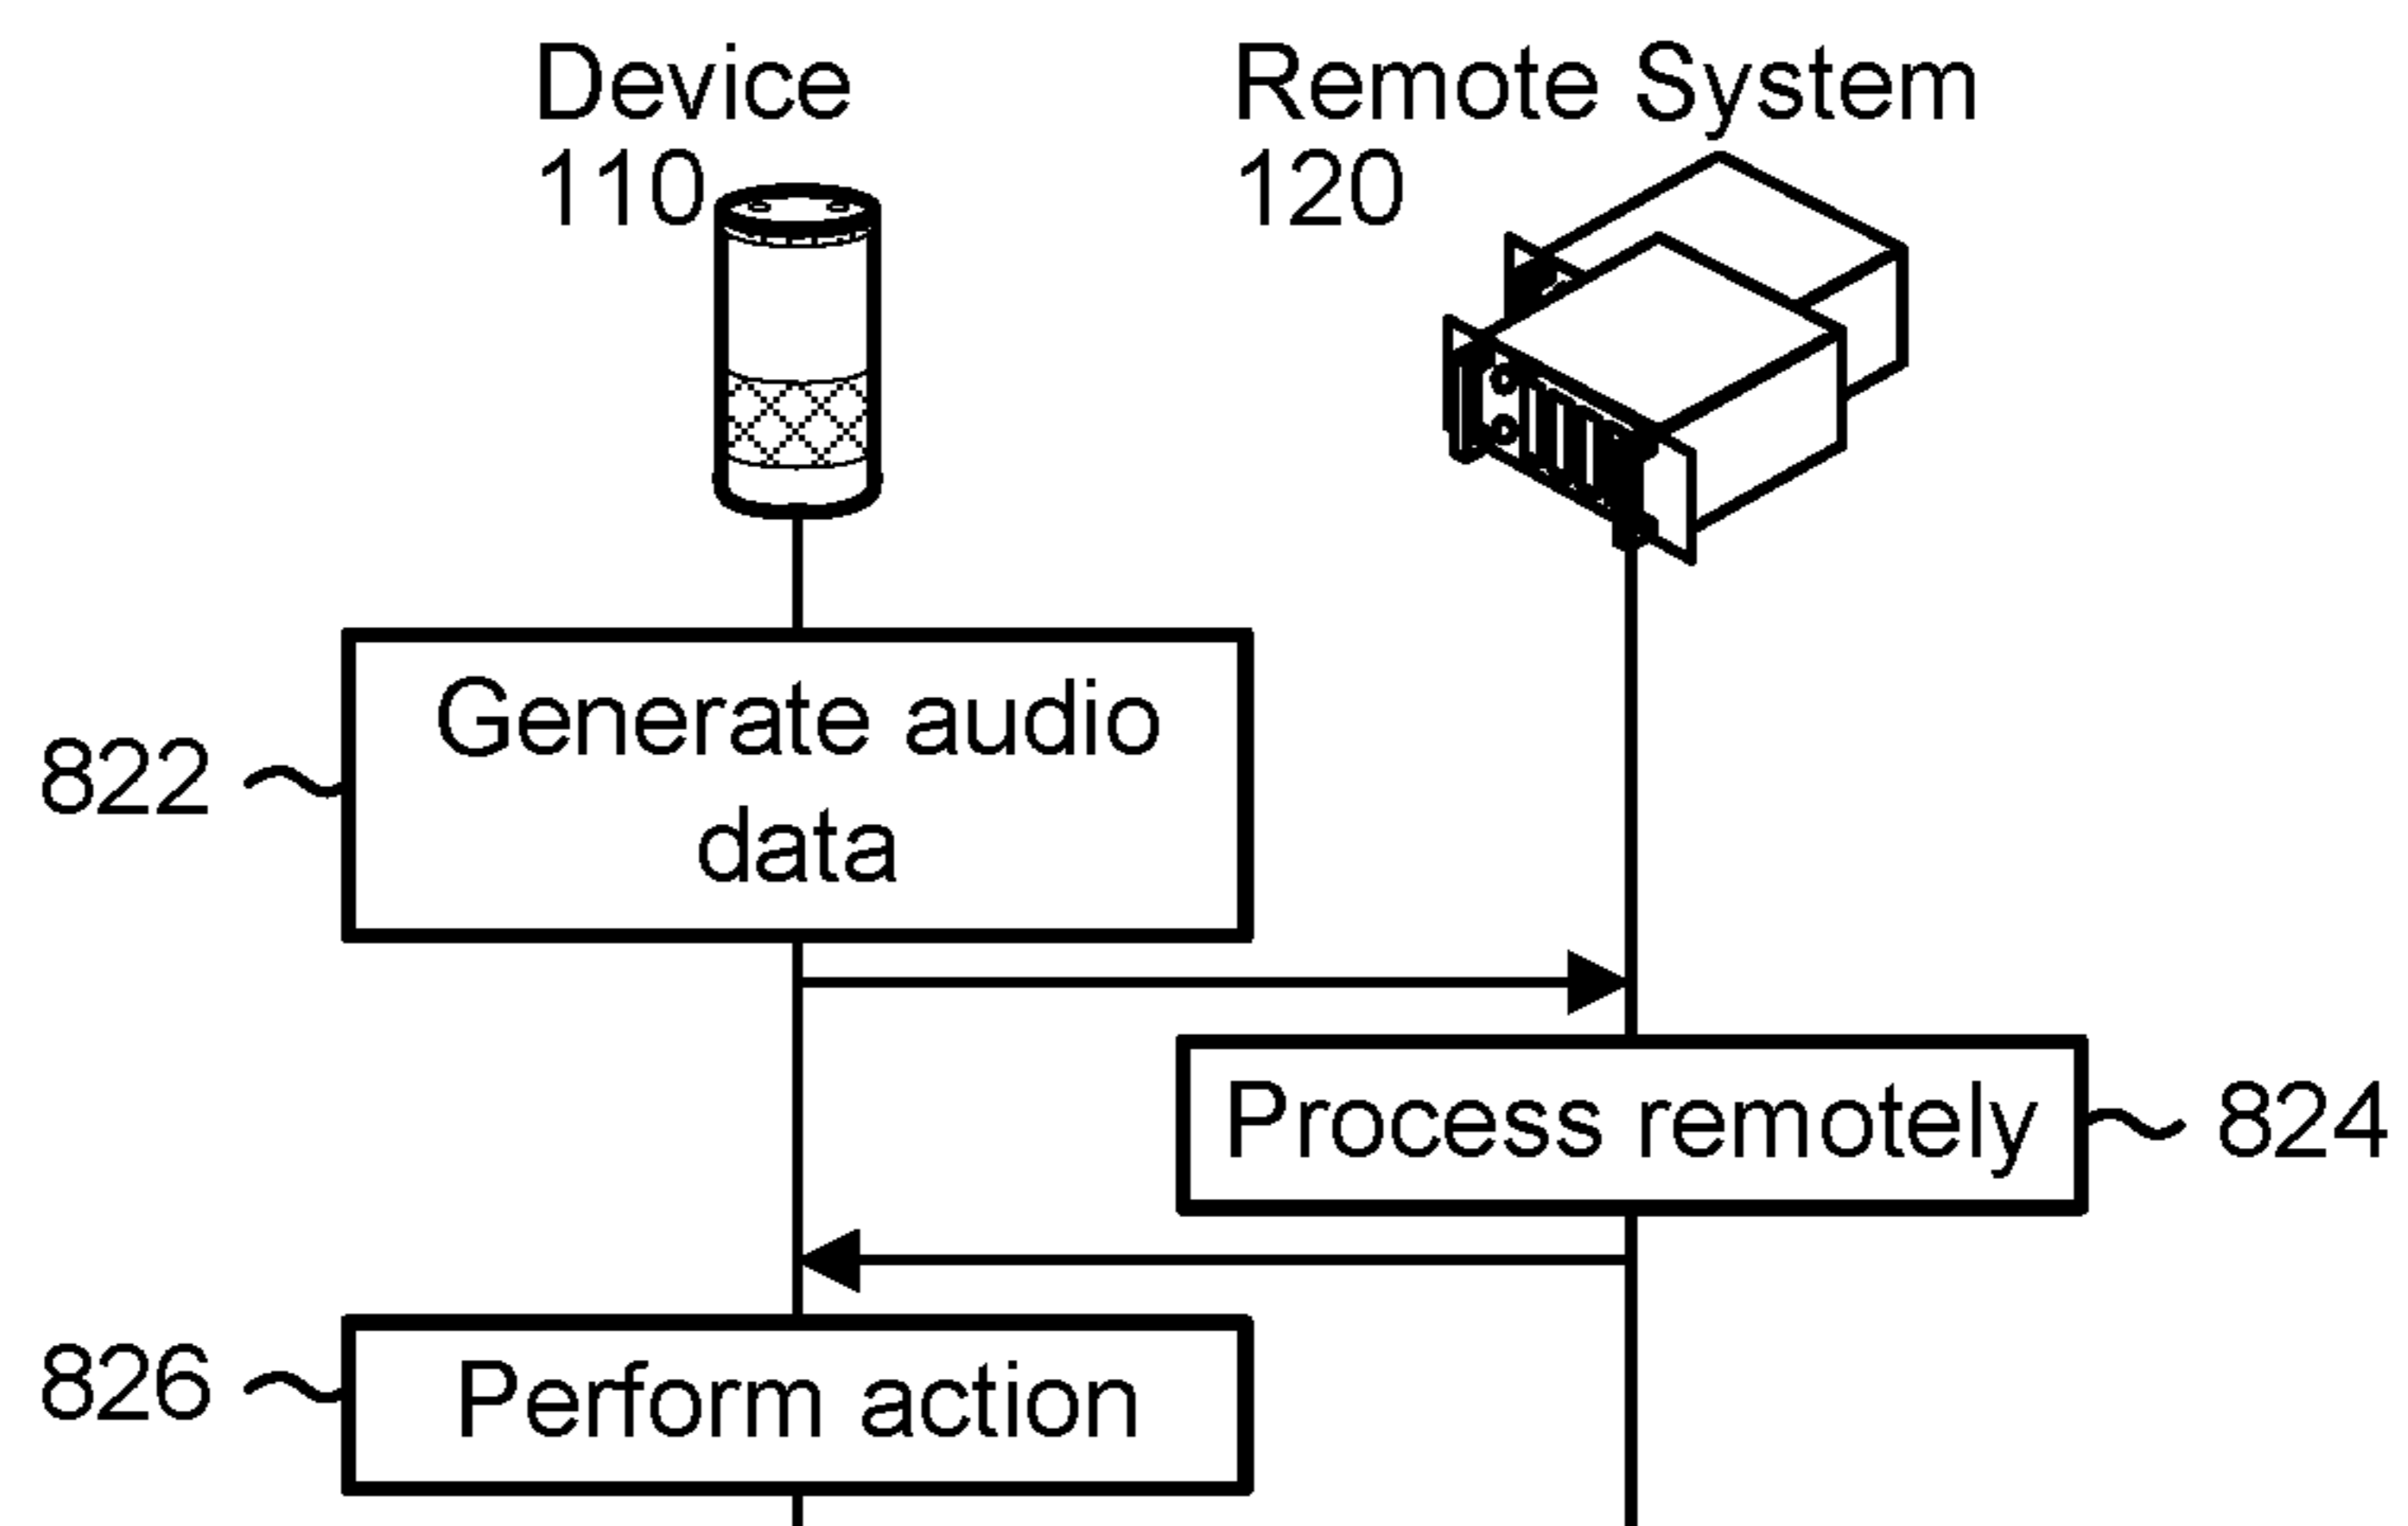 Device
110
Remote System
120
Generate audio
data
822
Process remotely
824
826
Perform action